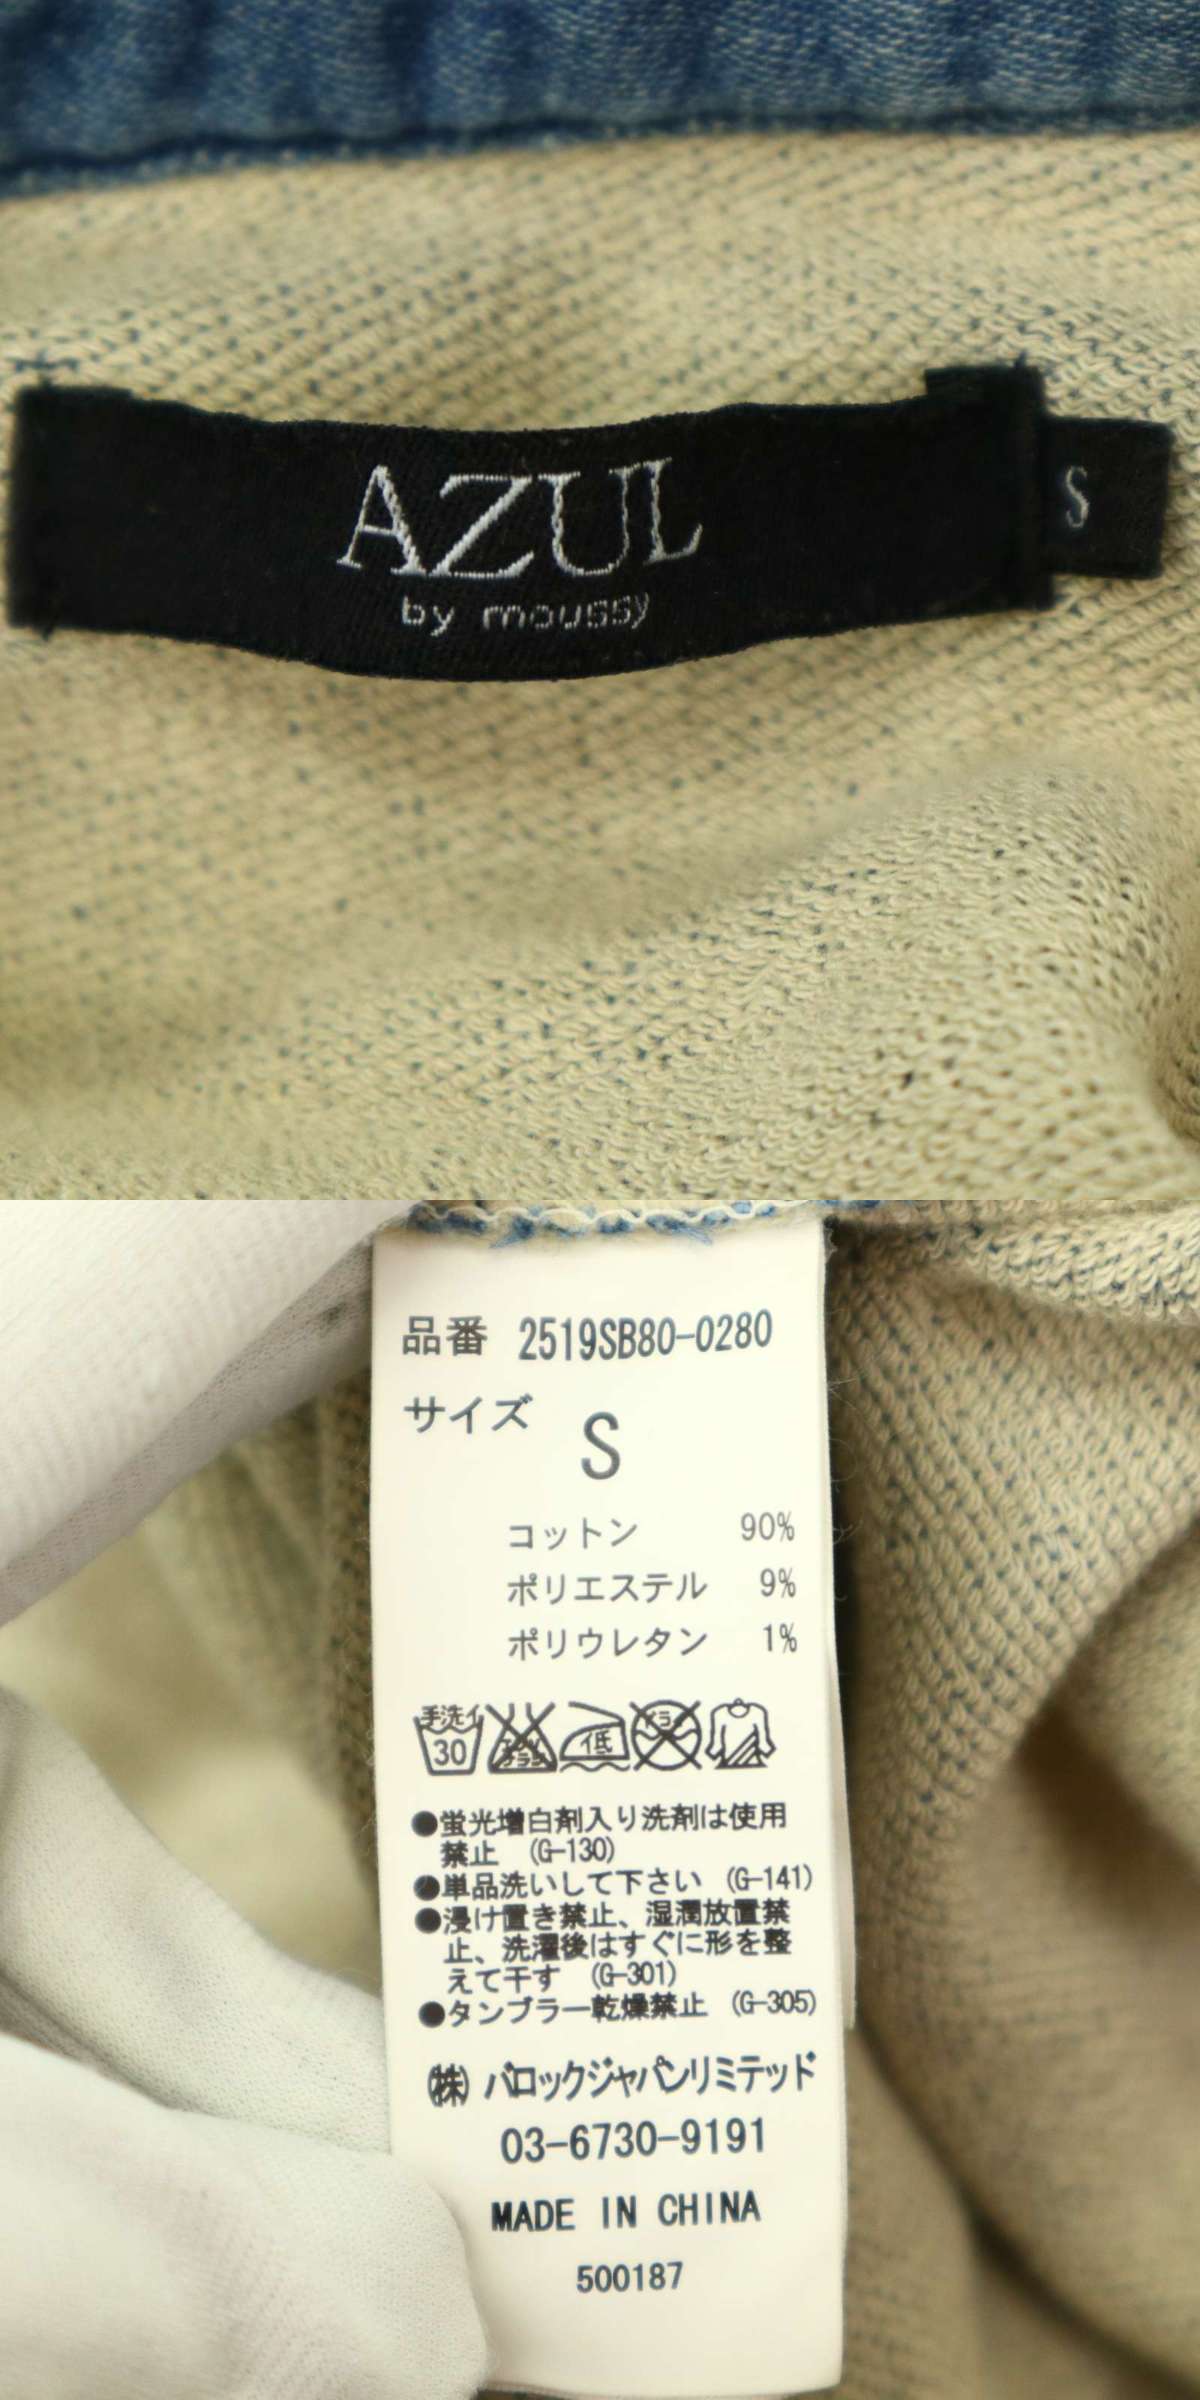 AZUL
by moussy
S
品番 2519SB80-0280
サイズ S
コットン 90%
ポリエステル 9%
ポリウレタン 1%
手洗イ 30
低
●蛍光増白剤入り洗剤は使用
禁止 (G-130)
●単品洗いして下さい (G-141)
●浸け置き禁止、湿潤放置禁
止、洗濯後はすぐに形を整
えて干す (G-301)
●タンブラー乾燥禁止 (G-305)
㈱ バロックジャパンリミテッド
03-6730-9191
MADE IN CHINA
500187